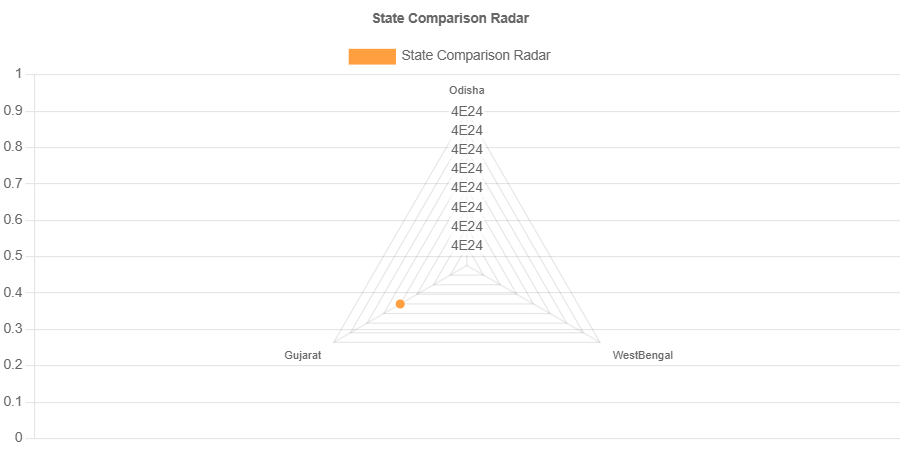 State Comparison Radar
State Comparison Radar
1
Odisha
0.9
4E24
4E24
0.8
4E24
4E24
0.7
4E24
0.6
4E24
4E24
0.5
4E24
0.4
0.3
Gujarat
WestBengal
0.2
0.1
0